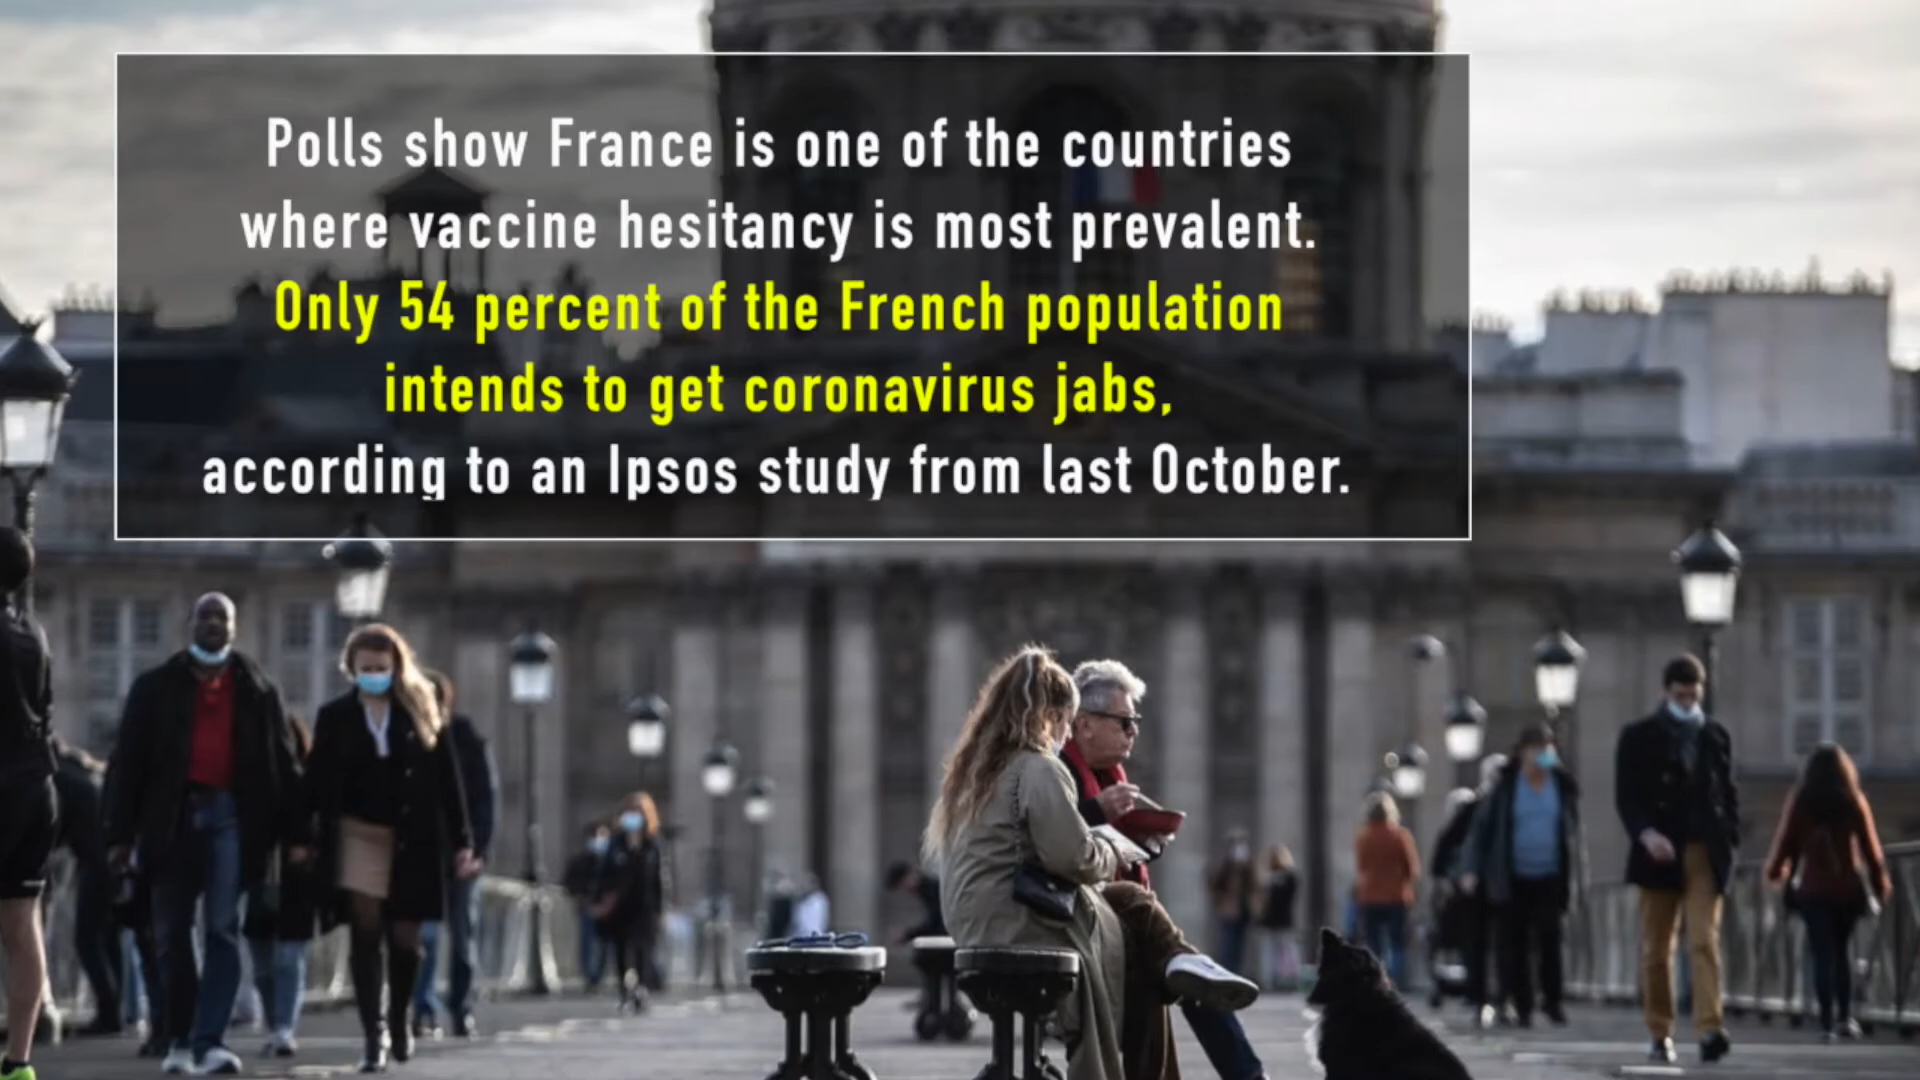 Polls show France is one of the countries
where vaccine hesitancy is most prevalent.
Only 54 percent of the French population
intends to get coronavirus jabs,
according to an Ipsos study from last October.